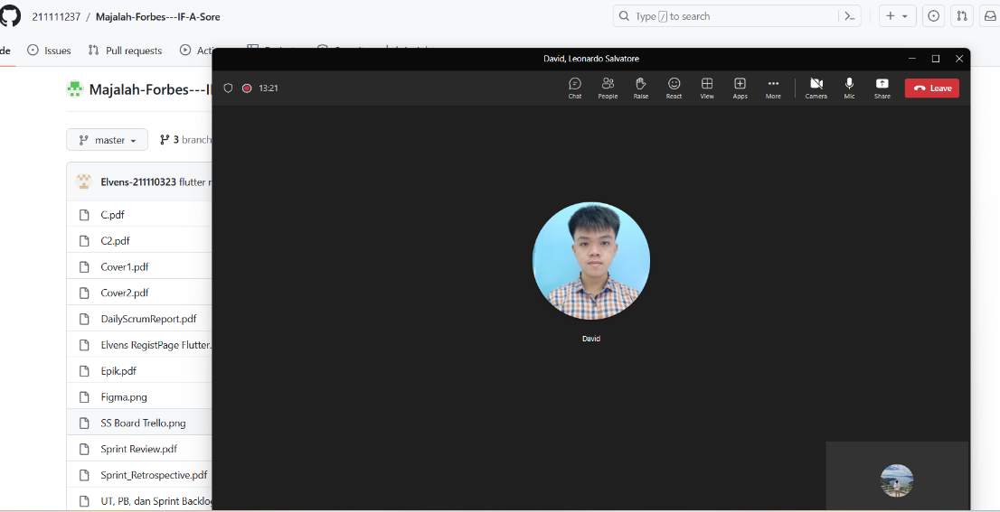 211111237 / Majalah-Forbes---IF-A-Sore
Type / to search
Issues
Pull requests
Majalah-Forbes---I
master
3 branch
Elvens-211110323 flutter
C.pdf
C2.pdf
Cover1.pdf
Cover2.pdf
DailyScrumReport.pdf
Elvens RegistPage Flutter.
Epik.pdf
Figma.png
SS Board Trello.png
Sprint Review.pdf
Sprint_Retrospective.pdf
UT, PB, dan Sprint Backlo
David, Leonardo Salvatore
13:21
Chat
People
Raise
React
View
Apps
More
Camera
Mic
Share
Leave
David